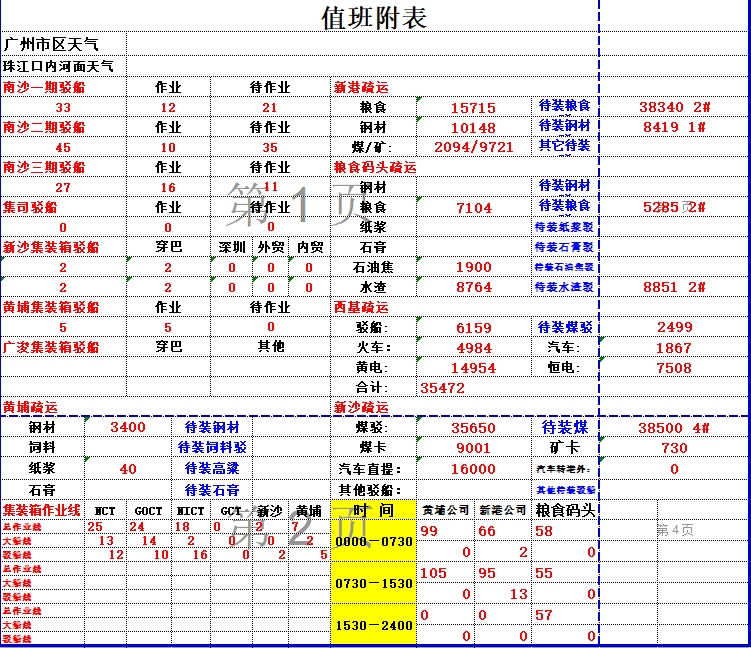 值班附表
广州市区天气
珠江口内河面天气
南沙一期驳船 作业 待作业 新港疏运
33 12 21 粮食 15715 待装粮食 38340 2#
南沙二期驳船 作业 待作业 钢材 10148 待装钢材 8419 1#
45 10 35 煤/矿: 2094/9721 其它待装
南沙三期驳船 作业 待作业 粮食码头疏运
27 16 11 钢材 待装钢材
集司驳船 作业 待作业 粮食 7104 待装粮食 5285 2#
0 0 0 纸浆 待装纸浆驳
新沙集装箱驳船 穿巴 深圳 外贸 内贸 石膏 待装石膏驳
2 2 0 0 0 石油焦 1900 待装石油焦驳
2 2 0 0 0 水渣 8764 待装水渣驳 8851 2#
黄埔集装箱驳船 作业 待作业 西基疏运
5 5 0 驳船: 6159 待装煤驳 2499
广浚集装箱驳船 穿巴 其他 火车: 4984 汽车: 1867
黄电: 14954 恒电: 7508
合计: 35472
黄埔疏运 新沙疏运
钢材 3400 待装钢材 煤驳: 35650 待装煤 38500 4#
饲料 待装饲料驳 煤卡 9001 矿卡 730
纸浆 40 待装高粱 汽车直提: 16000 汽车转港外: 0
石膏 待装石膏 其他驳船: 其他待装驳船
集装箱作业线 NCT GOCT NICT GCT 新沙 黄埔 时 间 黄埔公司 新港公司 粮食码头
总作业线 25 24 18 0 2 7 0000－0730 99 66 58
大船线 13 14 2 0 0 2
驳船线 12 10 16 0 2 5 0 2 0
总作业线 0730－1530 105 95 55
大船线
驳船线 0 13 0
总作业线 1530－2400 0 0 57
大船线
驳船线 0 0 0
第 1 页
第 2 页
第 4 页